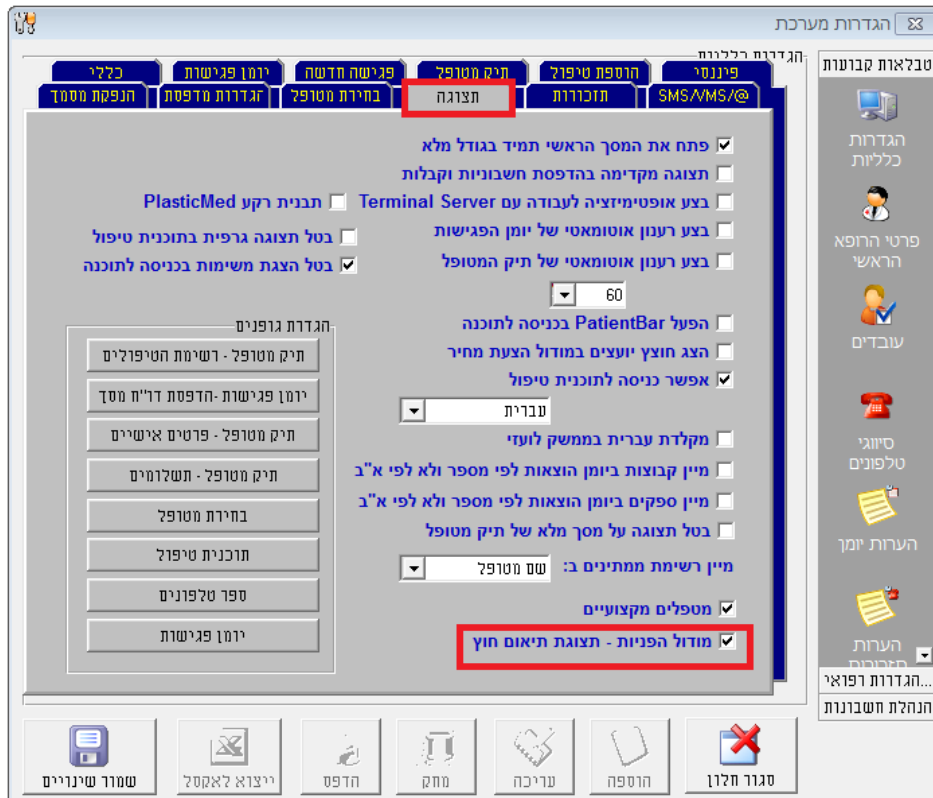 הגדרות מערכת
טבלאות קבועות
הגדרות כלליות
פרטי הרופא הראשי
עובדים
סיווגי טלפונים
הערות יומן
הערות תזכורות
הגדרות רפואי...
הנהלת חשבונות
הגדרות כלליות
פיננסי
הוספת טיפול
תיק מטופל
פגישה חדשה
יומן פגישות
כללי
SMS/VMS/@
תזכורות
תצוגה
בחירת מטופל
הגדרות מדפסת
הנפקת מסמך
פתח את המסך הראשי תמיד בגודל מלא
תצוגה מקדימה בהדפסת חשבוניות וקבלות
בצע אופטימיזציה לעבודה עם Terminal Server
תבנית רקע PlasticMed
בצע רענון אוטומאטי של יומן הפגישות
בטל תצוגה גרפית בתוכנית טיפול
בצע רענון אוטומאטי של תיק המטופל
בטל הצגת משימות בכניסה לתוכנה
60
הפעל PatientBar בכניסה לתוכנה
הצג חוצץ יועצים במודול הצעת מחיר
אפשר כניסה לתוכנית טיפול
עברית
מקלדת עברית בממשק לועזי
מיין קבוצות ביומן הוצאות לפי מספר ולא לפי א"ב
מיין ספקים ביומן הוצאות לפי מספר ולא לפי א"ב
בטל תצוגה על מסך מלא של תיק מטופל
מיין רשימת ממתינים ב: שם מטופל
מטפלים מקצועיים
מודול הפניות - תצוגת תיאום חוץ
הגדרת גופנים
תיק מטופל - רשימת הטיפולים
יומן פגישות -הדפסת דו"ח מסך
תיק מטופל - פרטים אישיים
תיק מטופל - תשלומים
בחירת מטופל
תוכנית טיפול
ספר טלפונים
יומן פגישות
סגור חלון
הוספה
עריכה
מחק
הדפס
ייצוא לאקסל
שמור שינויים